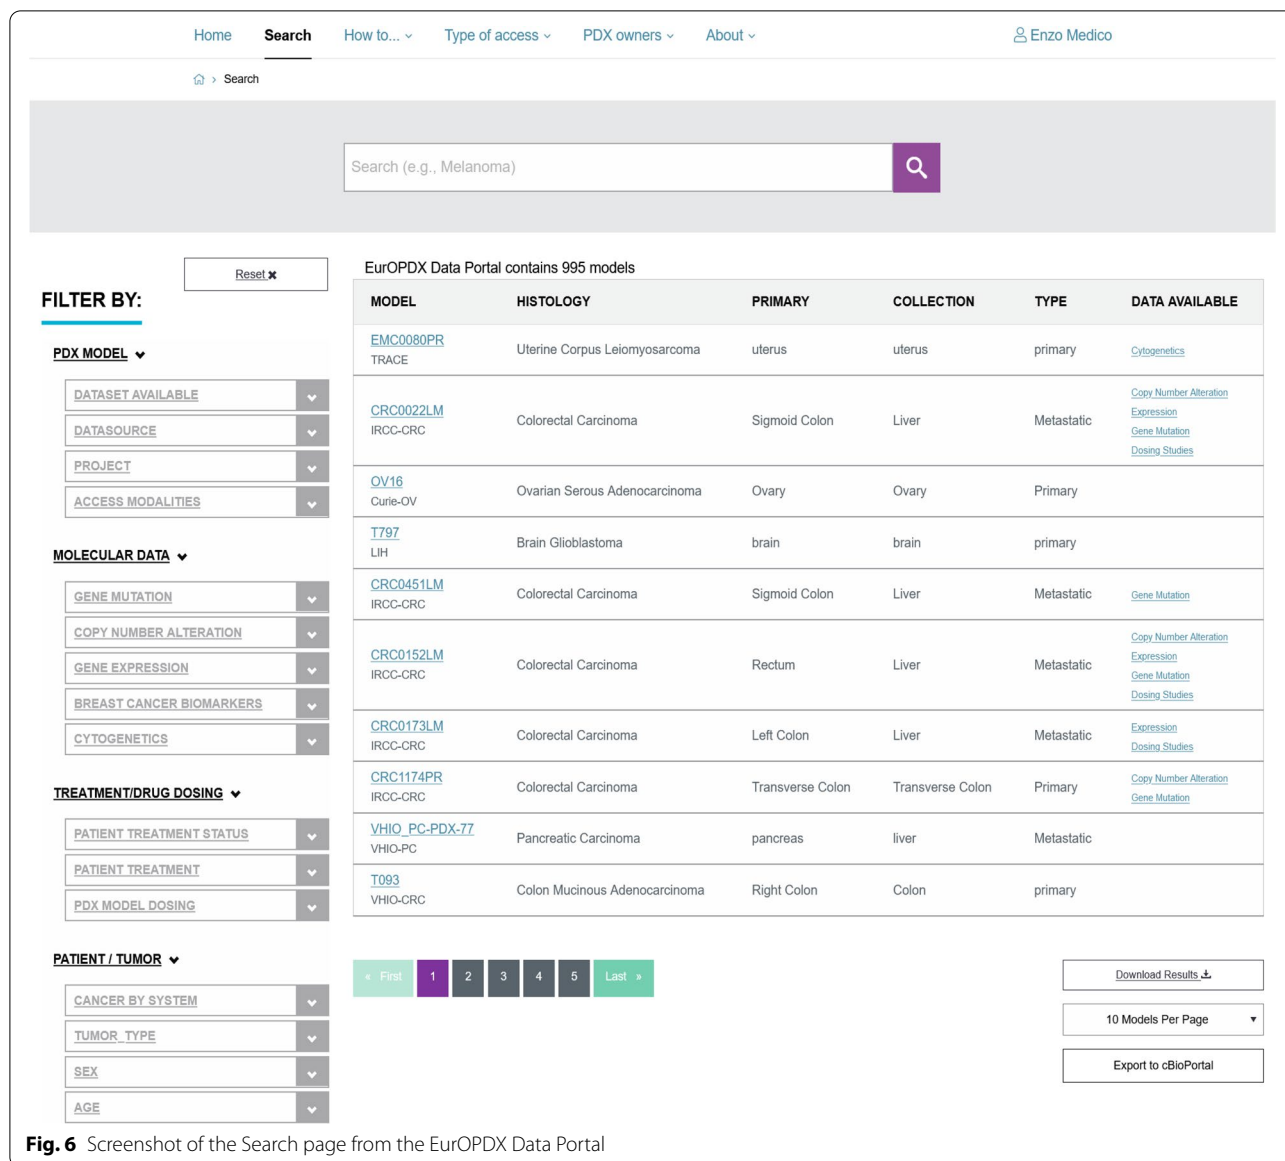 Home Search How to... Type of access PDX owners About Enzo Medico
> Search
Search (e.g., Melanoma)
Reset ✖
FILTER BY:
PDX MODEL
DATASET AVAILABLE
DATASOURCE
PROJECT
ACCESS MODALITIES
MOLECULAR DATA
GENE MUTATION
COPY NUMBER ALTERATION
GENE EXPRESSION
BREAST CANCER BIOMARKERS
CYTOGENETICS
TREATMENT/DRUG DOSING
PATIENT TREATMENT STATUS
PATIENT TREATMENT
PDX MODEL DOSING
PATIENT / TUMOR
CANCER BY SYSTEM
TUMOR_TYPE
SEX
AGE
EurOPDX Data Portal contains 995 models
MODEL HISTOLOGY PRIMARY COLLECTION TYPE DATA AVAILABLE
EMC0080PR
TRACE
Uterine Corpus Leiomyosarcoma uterus uterus primary Cytogenetics
CRC0022LM
IRCC-CRC
Colorectal Carcinoma Sigmoid Colon Liver Metastatic
Copy Number Alteration
Expression
Gene Mutation
Dosing Studies
OV16
Curie-OV
Ovarian Serous Adenocarcinoma Ovary Ovary Primary
T797
LIH
Brain Glioblastoma brain brain primary
CRC0451LM
IRCC-CRC
Colorectal Carcinoma Sigmoid Colon Liver Metastatic Gene Mutation
CRC0152LM
IRCC-CRC
Colorectal Carcinoma Rectum Liver Metastatic
Copy Number Alteration
Expression
Gene Mutation
Dosing Studies
CRC0173LM
IRCC-CRC
Colorectal Carcinoma Left Colon Liver Metastatic
Expression
Dosing Studies
CRC1174PR
IRCC-CRC
Colorectal Carcinoma Transverse Colon Transverse Colon Primary
Copy Number Alteration
Gene Mutation
VHIO_PC-PDX-77
VHIO-PC
Pancreatic Carcinoma pancreas liver Metastatic
T093
VHIO-CRC
Colon Mucinous Adenocarcinoma Right Colon Colon primary
« First 1 2 3 4 5 Last »
Download Results
10 Models Per Page
Export to cBioPortal
Fig. 6 Screenshot of the Search page from the EurOPDX Data Portal